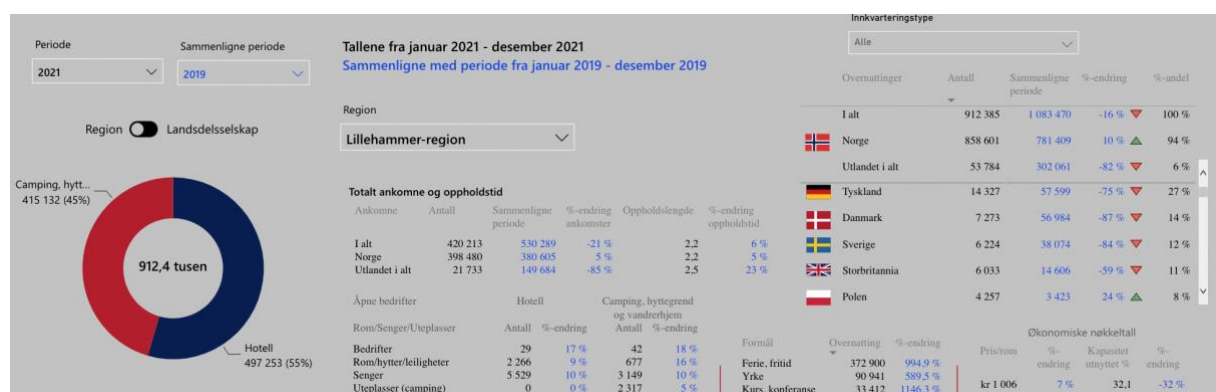 Innkvarteringstype
Periode
Sammenligne periode
2021
2019
Tallene fra januar 2021 - desember 2021
Sammenligne med periode fra januar 2019 - desember 2019
Alle
Region Landsdelsselskap
Region
Lillehammer-region
Overnattinger Antall Sammenligne periode %-endring %-andel
I alt 912 385 1 083 470 -16 % 100 %
Norge 858 601 781 409 10 % 94 %
Utlandet i alt 53 784 302 061 -82 % 6 %
Tyskland 14 327 57 599 -75 % 27 %
Danmark 7 273 56 984 -87 % 14 %
Sverige 6 224 38 074 -84 % 12 %
Storbritannia 6 033 14 606 -59 % 11 %
Polen 4 257 3 423 24 % 8 %
Camping, hytt...
415 132 (45%)
912,4 tusen
Hotell
497 253 (55%)
Totalt ankomne og oppholdstid
Ankomne Antall Sammenligne periode %-endring ankomster Oppholdslengde %-endring oppholdstid
I alt 420 213 530 289 -21 % 2,2 6 %
Norge 398 480 380 605 5 % 2,2 5 %
Utlandet i alt 21 733 149 684 -85 % 2,5 23 %
Åpne bedrifter Hotell Camping, hyttegrend og vandrerhjem
Rom/Senger/Uteplasser Antall %-endring Antall %-endring
Bedrifter 29 17 % 42 18 %
Rom/hytter/leiligheter 2 266 9 % 677 16 %
Senger 5 529 10 % 3 149 10 %
Uteplasser (camping) 0 0 % 2 317 5 %
Formål Overnatting %-endring
Ferie, fritid 372 900 994,9 %
Yrke 90 941 589,5 %
Kurs, konferanse 33 412 1146,3 %
Økonomiske nøkkeltall
Pris/rom %-endring Kapasitet utnyttet % %-endring
kr 1 006 7 % 32,1 -32 %